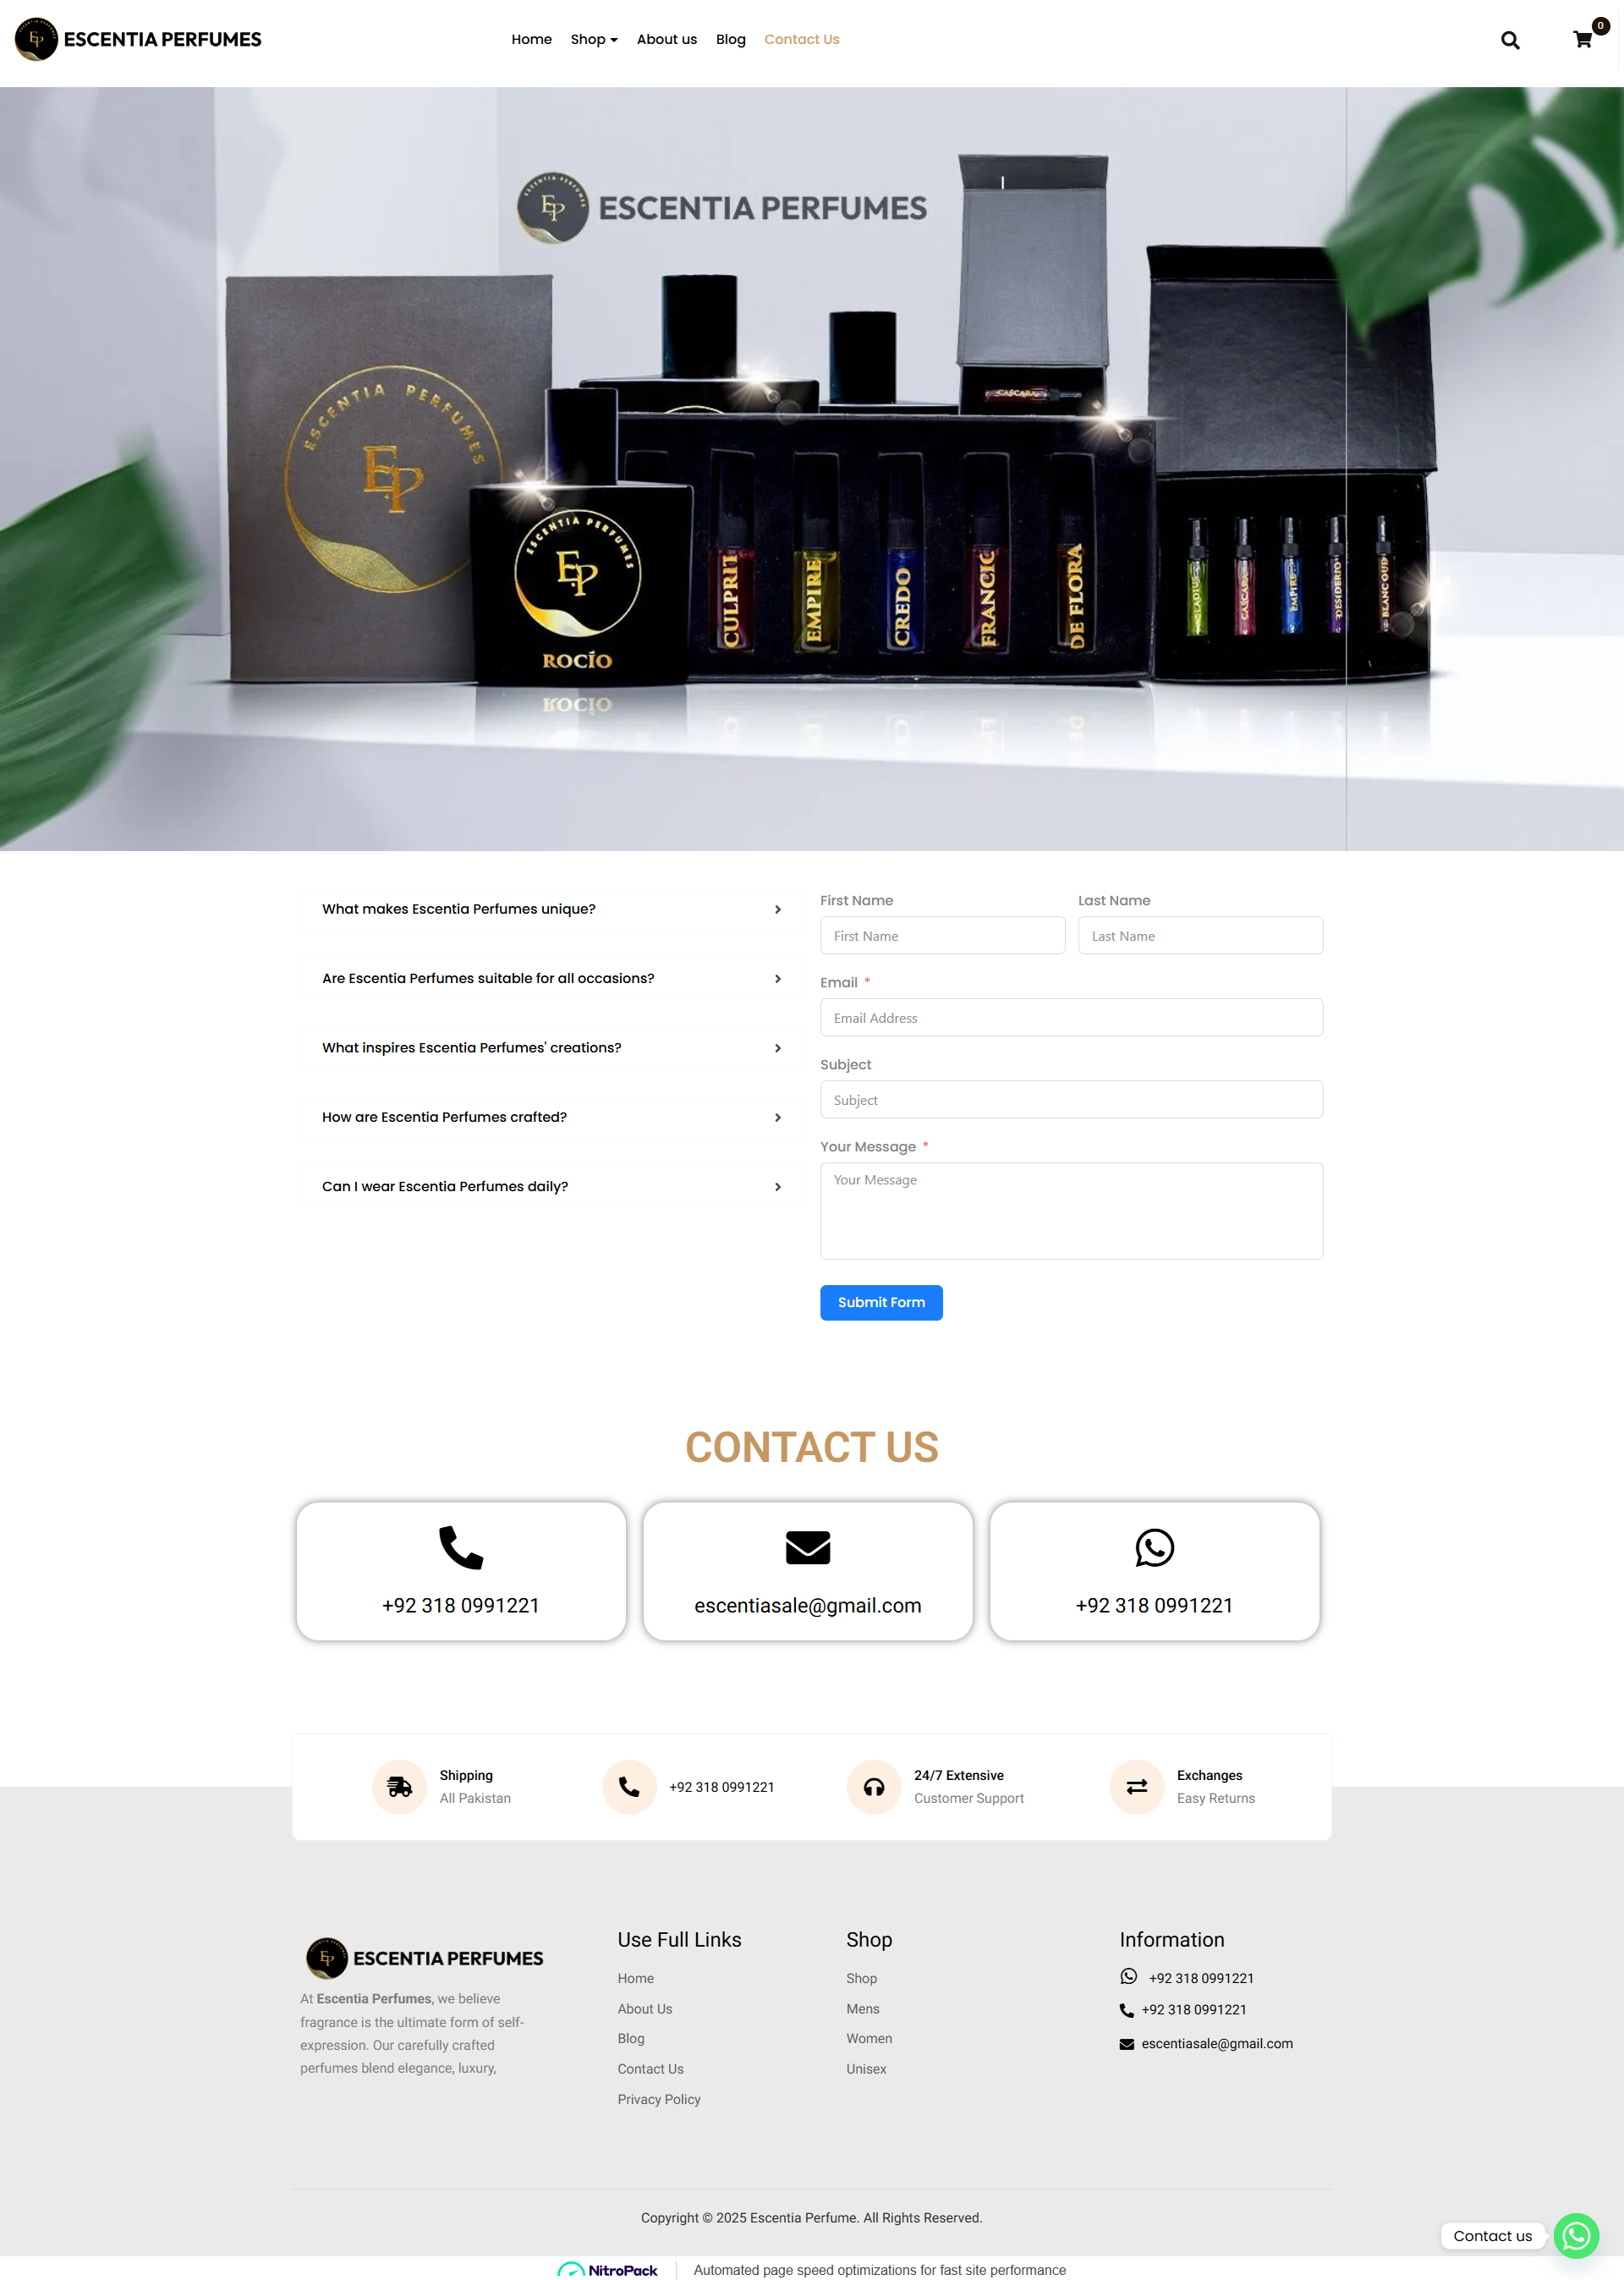 ESCENTIA PERFUMES
Home Shop About us Blog Contact Us
0
ESCENTIA PERFUMES
EP
ESCENTIA PERFUMES
ESCENTIA PERFUMES
EP
CASCARA
ESCENTIA PERFUMES
EP
ROCÍO
CULPRIT
EMPIRE
CREDO
FRANCIC
DE FLORA
CASCARA
EMPIRE
DESIDERIO
BLANC OUD
What makes Escentia Perfumes unique?
Are Escentia Perfumes suitable for all occasions?
What inspires Escentia Perfumes' creations?
How are Escentia Perfumes crafted?
Can I wear Escentia Perfumes daily?
First Name Last Name
First Name Last Name
Email *
Email Address
Subject
Subject
Your Message *
Your Message
Submit Form
CONTACT US
+92 318 0991221
escentiasale@gmail.com
+92 318 0991221
Shipping
All Pakistan
+92 318 0991221
24/7 Extensive
Customer Support
Exchanges
Easy Returns
ESCENTIA PERFUMES
At Escentia Perfumes, we believe
fragrance is the ultimate form of self-
expression. Our carefully crafted
perfumes blend elegance, luxury,
Use Full Links
Home
About Us
Blog
Contact Us
Privacy Policy
Shop
Shop
Mens
Women
Unisex
Information
+92 318 0991221
+92 318 0991221
escentiasale@gmail.com
Copyright © 2025 Escentia Perfume. All Rights Reserved.
Contact us
NitroPack Automated page speed optimizations for fast site performance